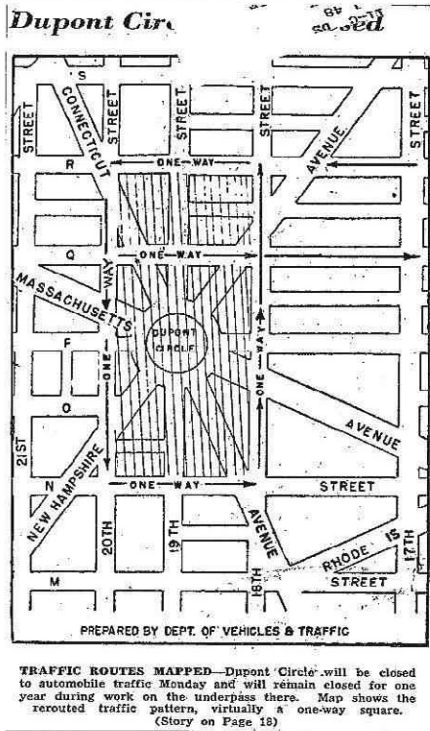 Dupont Circ
S
STREET
CONNECTICUT
STREET
STREET
STREET
AVENUE
STREET
R
ONE WAY
Q
ONE WAY
ONE WAY
MASSACHUSETTS
DUPONT
CIRCLE
P
O
AVENUE
21ST
NEW HAMPSHIRE
N
ONE WAY
STREET
20TH
19TH
AVENUE
18TH
RHODE IS
17TH
M
STREET
PREPARED BY DEPT. OF VEHICLES & TRAFFIC
TRAFFIC ROUTES MAPPED—Dupont Circle will be closed
to automobile traffic Monday and will remain closed for one
year during work on the underpass there. Map shows the
rerouted traffic pattern, virtually a one-way square.
(Story on Page 18)